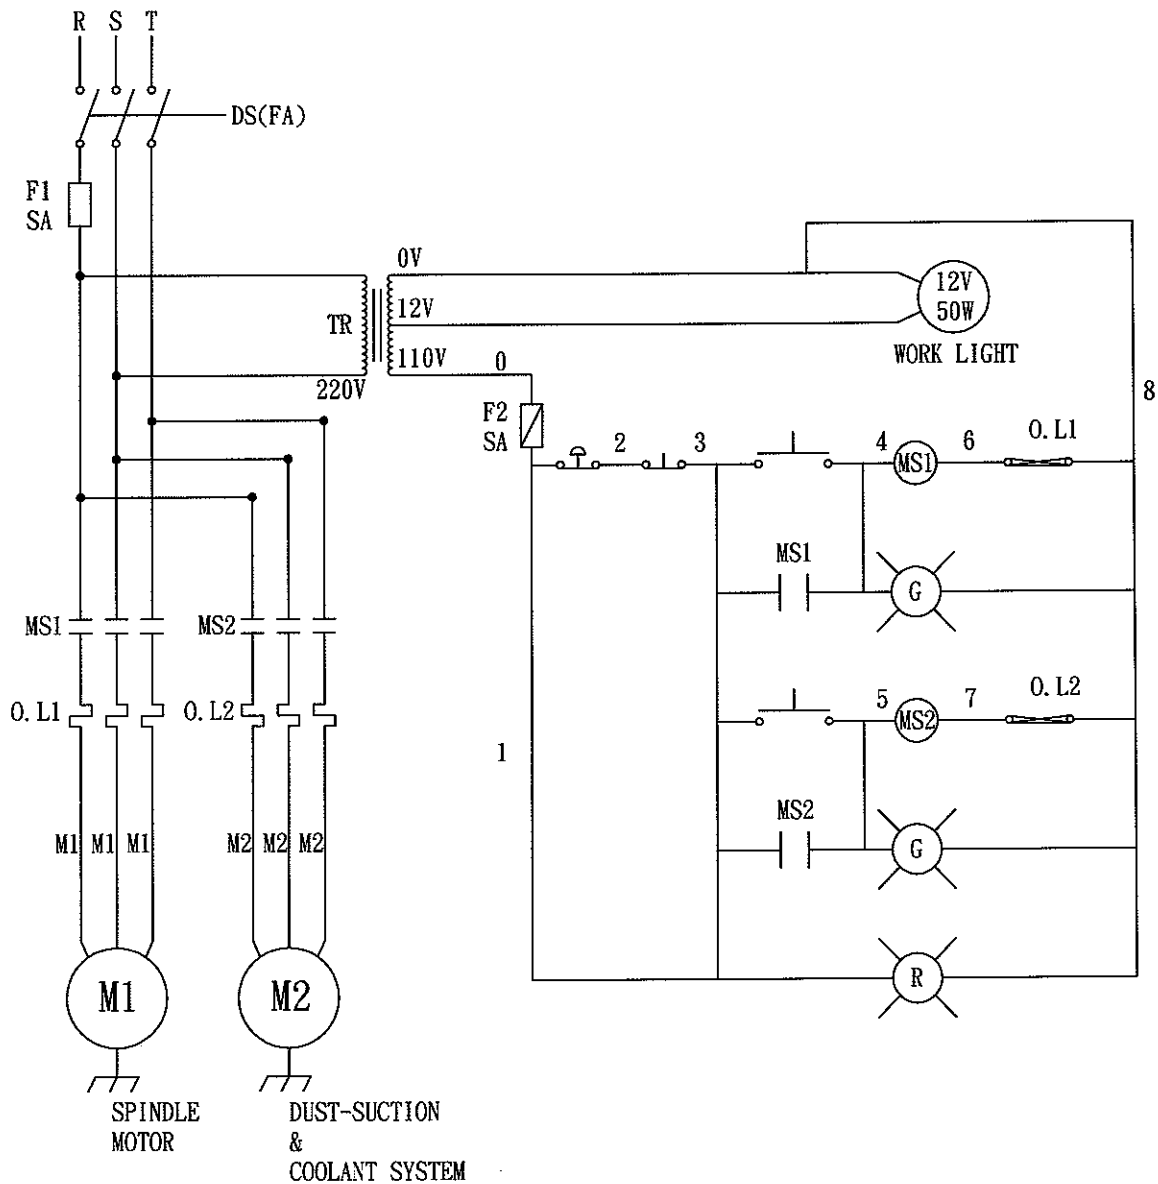 R S T
DS(FA)
F1
SA
0V
12V
TR
110V
220V
0
12V
50W
WORK LIGHT
8
F2
SA
2
3
4
MS1
6
O.L1
MS1
G
MS1
MS2
O.L1
O.L2
5
MS2
7
O.L2
1
MS2
G
M1 M1 M1
M2 M2 M2
R
M1
M2
SPINDLE
MOTOR
DUST-SUCTION
&
COOLANT SYSTEM